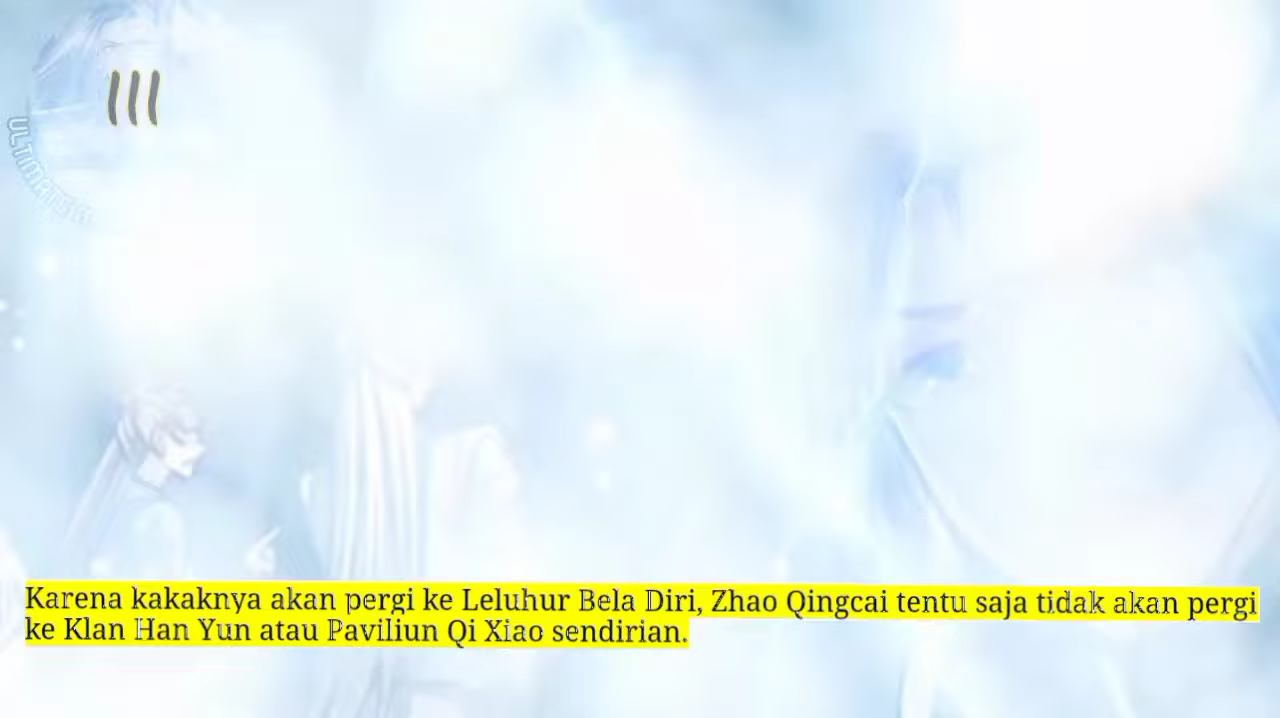 Karena kakaknya akan pergi ke Leluhur Bela Diri, Zhao Qingcai tentu saja tidak akan pergi
ke Klan Han Yun atau Paviliun Qi Xiao sendirian.